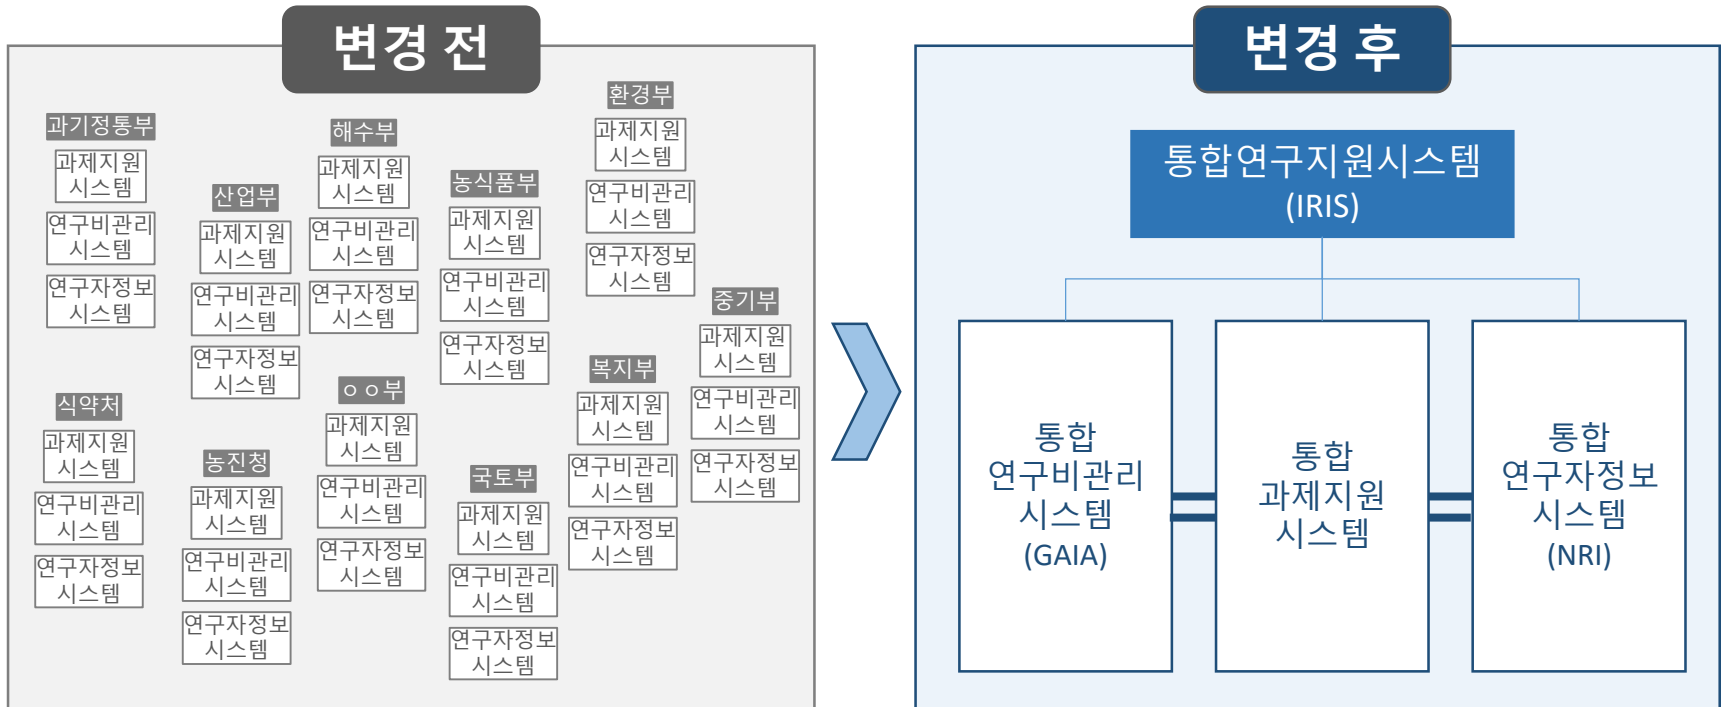 변경 전
과기정통부
과제지원
시스템
연구비관리
시스템
연구자정보
시스템
산업부
과제지원
시스템
연구비관리
시스템
연구자정보
시스템
해수부
과제지원
시스템
연구비관리
시스템
연구자정보
시스템
농식품부
과제지원
시스템
연구비관리
시스템
연구자정보
시스템
환경부
과제지원
시스템
연구비관리
시스템
연구자정보
시스템
중기부
과제지원
시스템
연구비관리
시스템
연구자정보
시스템
식약처
과제지원
시스템
연구비관리
시스템
연구자정보
시스템
농진청
과제지원
시스템
연구비관리
시스템
연구자정보
시스템
ㅇㅇ부
과제지원
시스템
연구비관리
시스템
연구자정보
시스템
국토부
과제지원
시스템
연구비관리
시스템
연구자정보
시스템
복지부
과제지원
시스템
연구비관리
시스템
연구자정보
시스템
변경 후
통합연구지원시스템
(IRIS)
통합
연구비관리
시스템
(GAIA)
통합
과제지원
시스템
통합
연구자정보
시스템
(NRI)